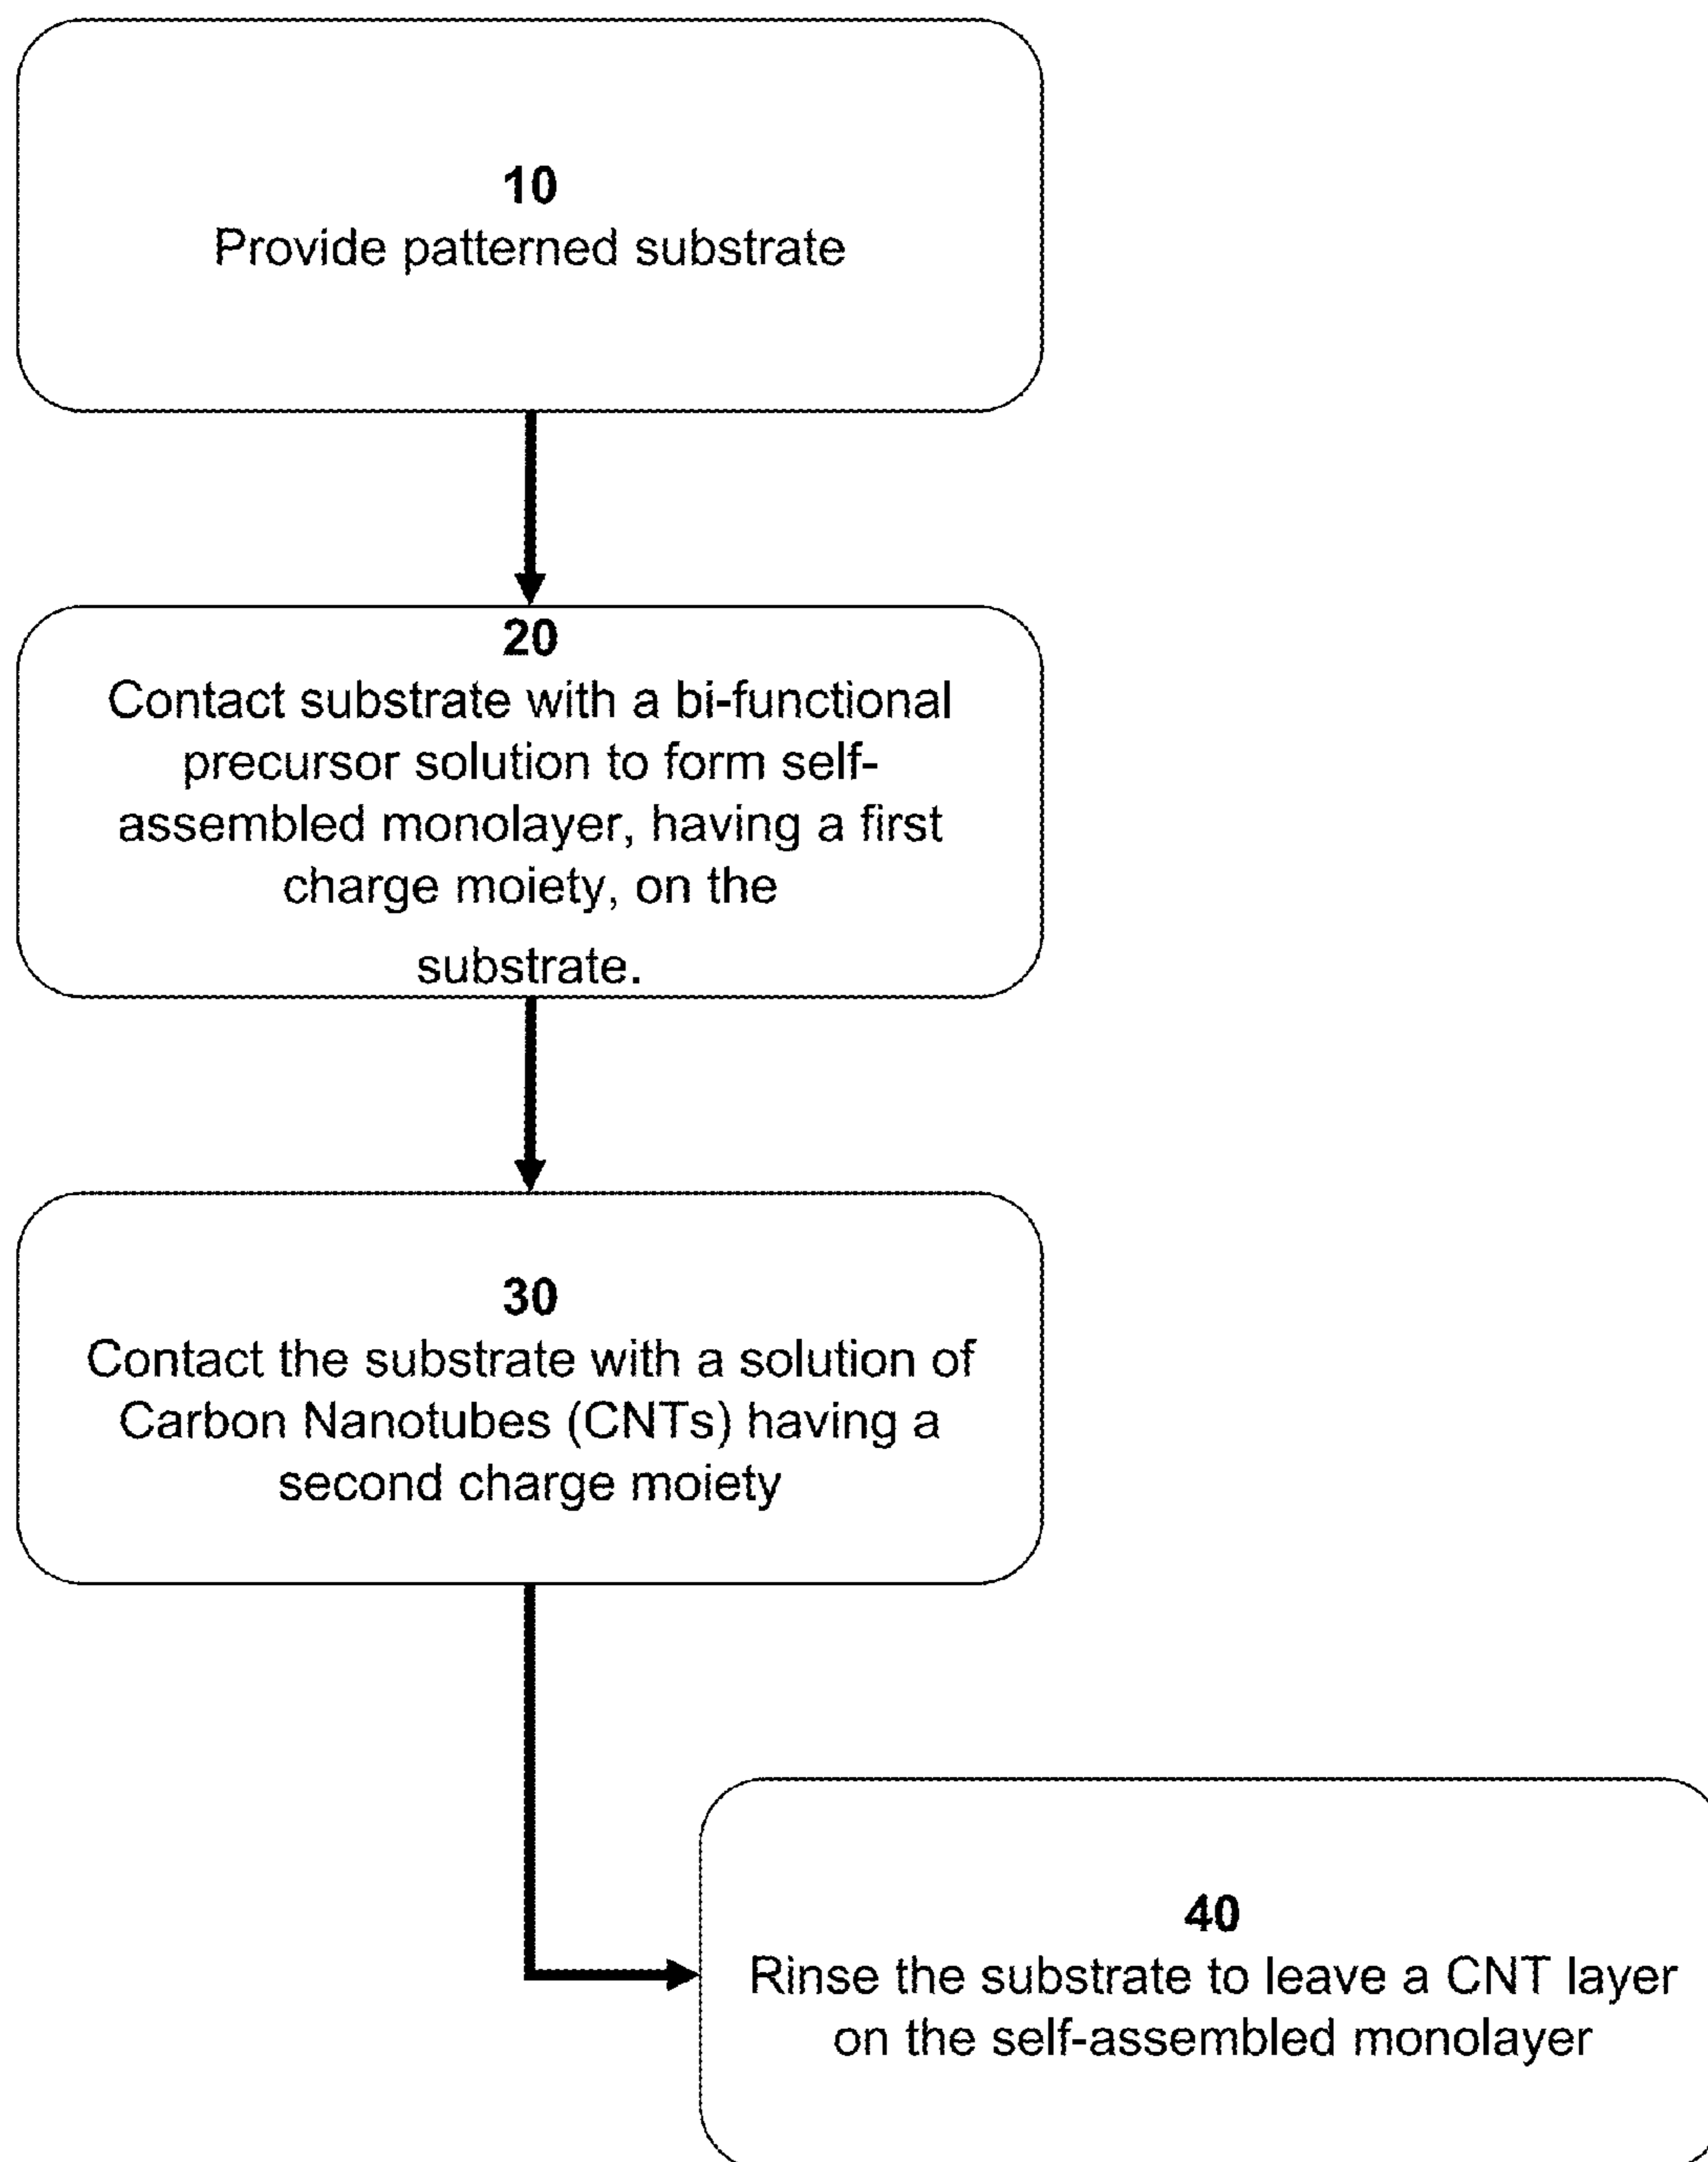 10
Provide patterned substrate
20
Contact substrate with a bi-functional
precursor solution to form self-
assembled monolayer, having a first
charge moiety, on the
substrate.
30
Contact the substrate with a solution of
Carbon Nanotubes (CNTs) having a
second charge moiety
40
Rinse the substrate to leave a CNT layer
on the self-assembled monolayer